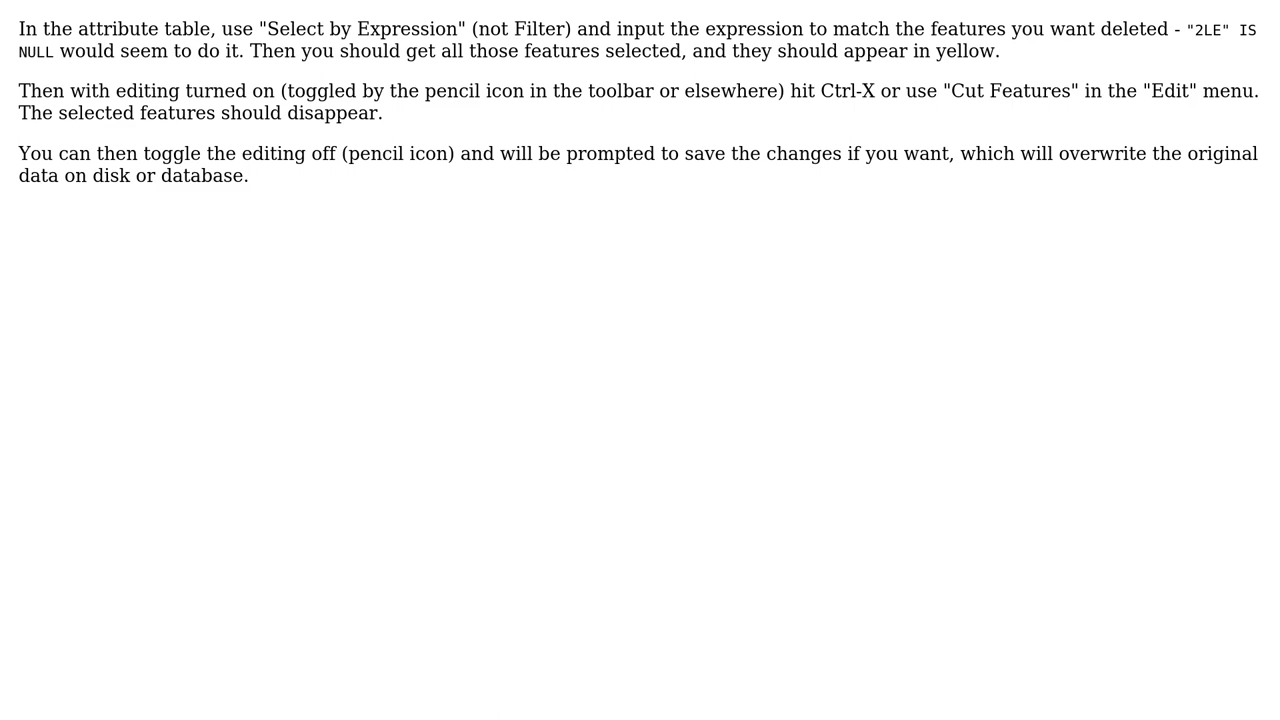 In the attribute table, use "Select by Expression" (not Filter) and input the expression to match the features you want deleted - "2LE" IS
NULL would seem to do it. Then you should get all those features selected, and they should appear in yellow.
Then with editing turned on (toggled by the pencil icon in the toolbar or elsewhere) hit Ctrl-X or use "Cut Features" in the "Edit" menu.
The selected features should disappear.
You can then toggle the editing off (pencil icon) and will be prompted to save the changes if you want, which will overwrite the original
data on disk or database.